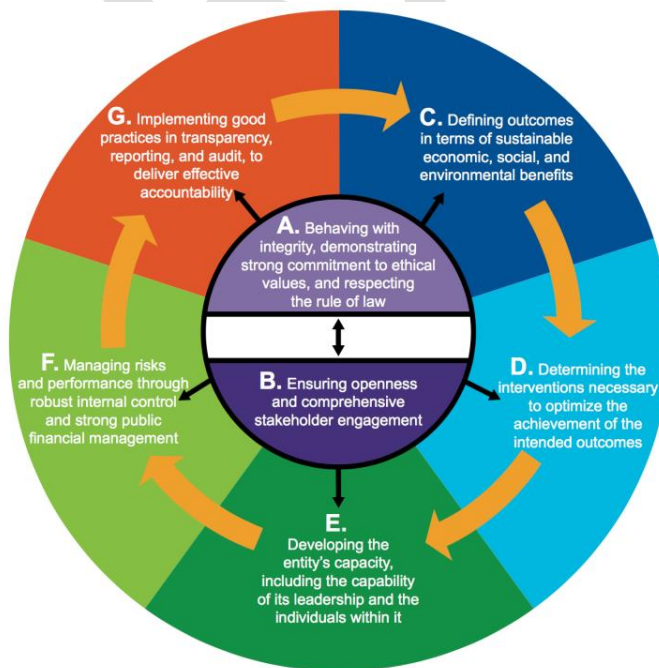 G. Implementing good
practices in transparency,
reporting, and audit, to
deliver effective
accountability
C. Defining outcomes
in terms of sustainable
economic, social, and
environmental benefits
A. Behaving with
integrity, demonstrating
strong commitment to ethical
values, and respecting
the rule of law
B. Ensuring openness
and comprehensive
stakeholder engagement
D. Determining the
interventions necessary
to optimize the
achievement of the
intended outcomes
E.
Developing the
entity's capacity,
including the capability
of its leadership and the
individuals within it
F. Managing risks
and performance through
robust internal control
and strong public
financial management